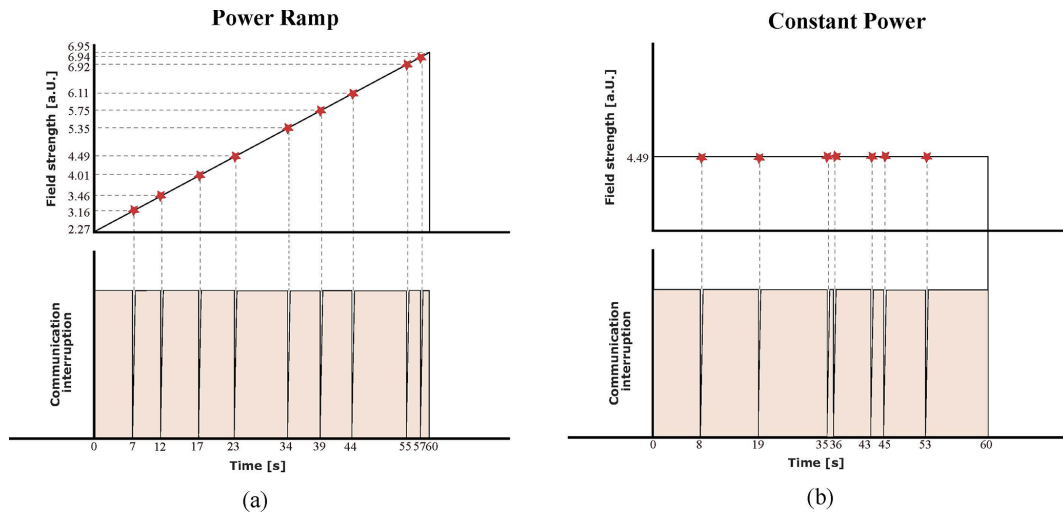 Power Ramp
Field strength [a.U.]
6.95
6.94
6.92
6.11
5.75
5.35
4.49
4.01
3.46
3.16
2.27
Communication
interruption
0 7 12 17 23 34 39 44 55 57 60
Time [s]
(a)
Constant Power
Field strength [a.U.]
4.49
Communication
interruption
0 8 19 35 36 43 45 53 60
Time [s]
(b)